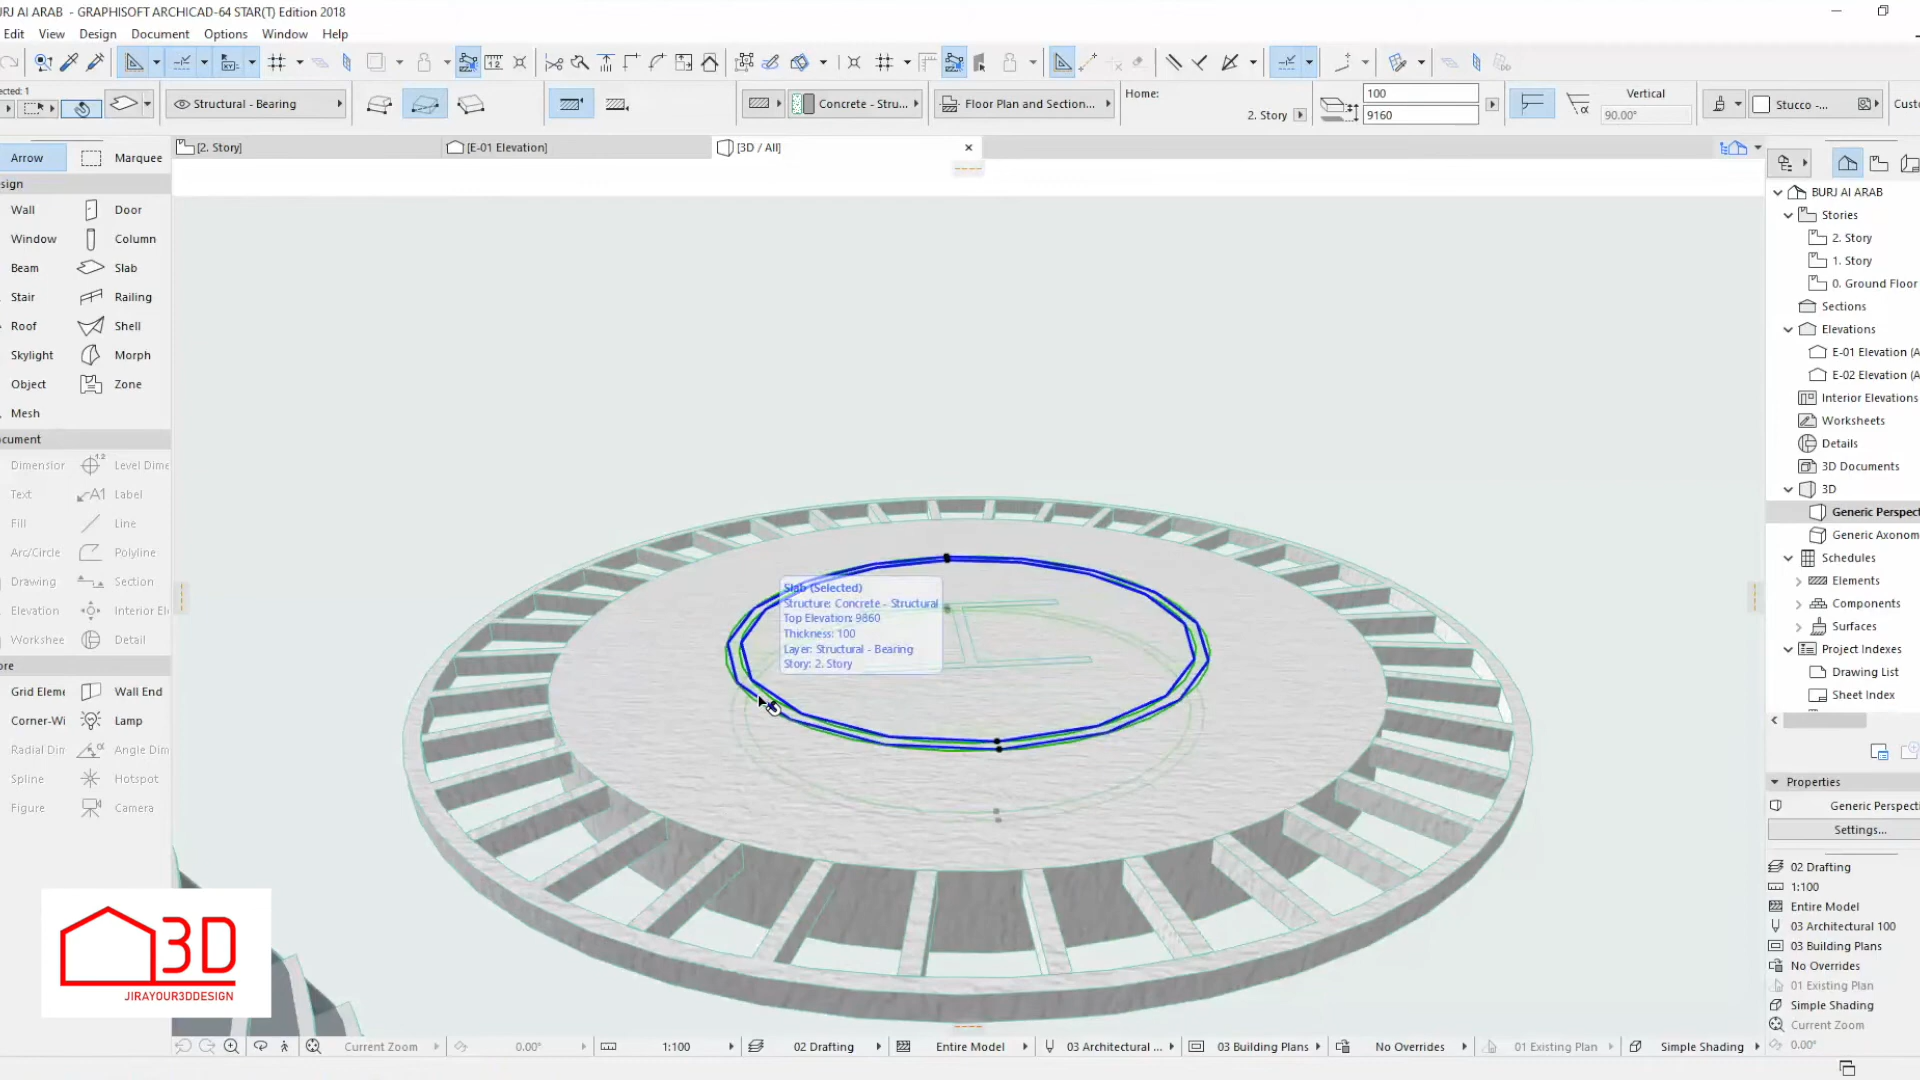 URJ AI ARAB - GRAPHISOFT ARCHICAD-64 STAR(T) Edition 2018
Edit View Design Document Options Window Help
ected: 1
Structural - Bearing
Concrete - Stru...
Floor Plan and Section...
Home:
2. Story
100
9160
Vertical
90.00°
Stucco -...
Custo
[2. Story]
[E-01 Elevation]
[3D / All]
Arrow Marquee
sign
Wall Door
Window Column
Beam Slab
Stair Railing
Roof Shell
Skylight Morph
Object Zone
Mesh
cument
Dimension Level Dime
Text Label
Fill Line
Arc/Circle Polyline
Drawing Section
Elevation Interior El
Workshee Detail
ore
Grid Eleme Wall End
Corner-Wi Lamp
Radial Dim Angle Dim
Spline Hotspot
Figure Camera
Slab (Selected)
Structure: Concrete - Structural
Top Elevation: 9860
Thickness: 100
Layer: Structural - Bearing
Story: 2. Story
3D
JIRAYOUR3DDESIGN
BURJ AI ARAB
Stories
2. Story
1. Story
0. Ground Floor
Sections
Elevations
E-01 Elevation (A
E-02 Elevation (A
Interior Elevations
Worksheets
Details
3D Documents
3D
Generic Perspect
Generic Axonom
Schedules
Elements
Components
Surfaces
Project Indexes
Drawing List
Sheet Index
Properties
Generic Perspecti
Settings...
02 Drafting
1:100
Entire Model
03 Architectural 100
03 Building Plans
No Overrides
01 Existing Plan
Simple Shading
Current Zoom
0.00°
Current Zoom 0.00° 1:100 02 Drafting Entire Model 03 Architectural ... 03 Building Plans No Overrides 01 Existing Plan Simple Shading